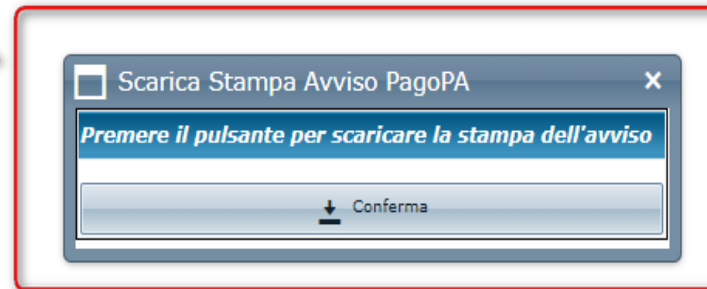 Scarica Stampa Avviso PagoPA
Premere il pulsante per scaricare la stampa dell'avviso
Conferma